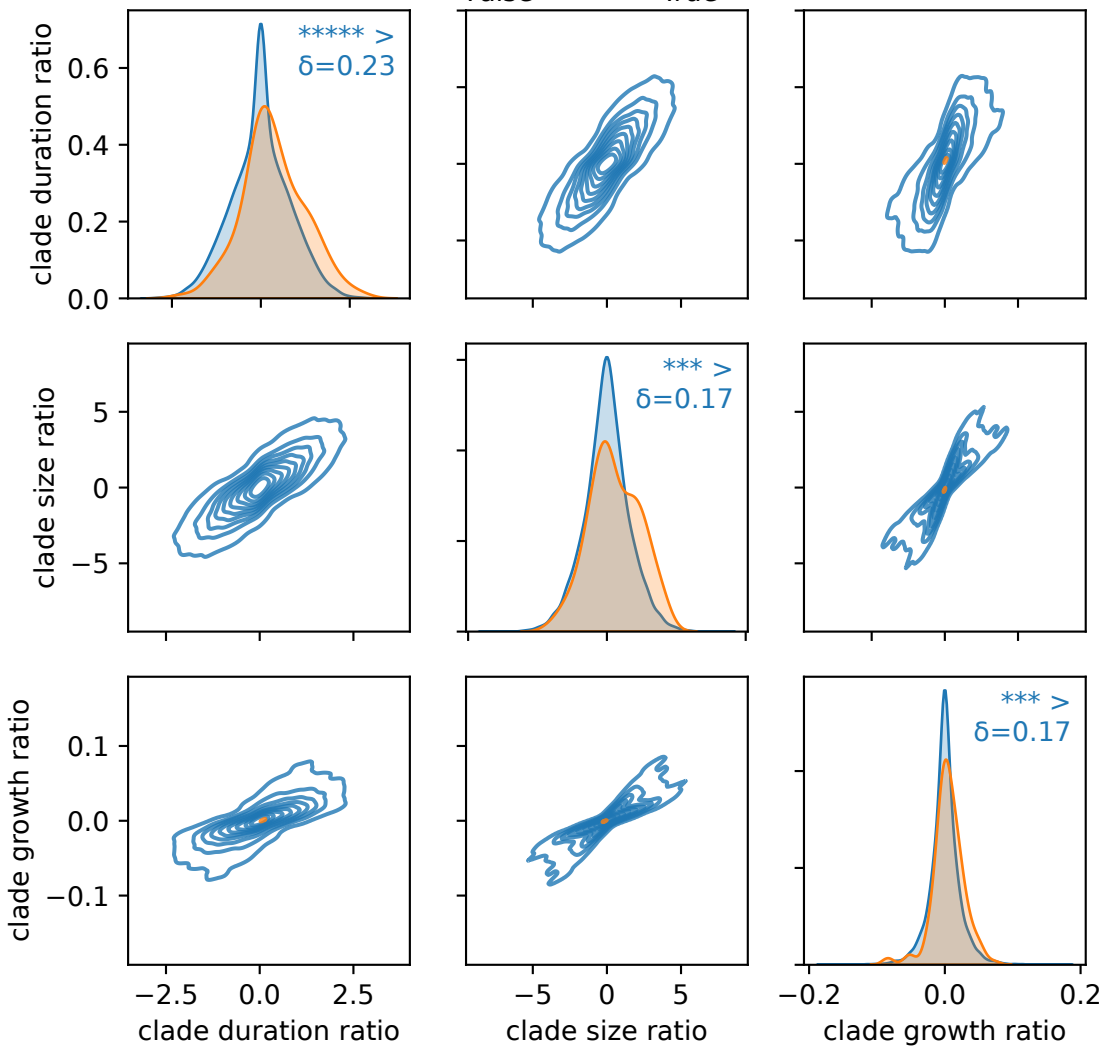 ***** >
δ=0.23
clade duration ratio
0.6
0.4
0.2
0.0
*** >
δ=0.17
clade size ratio
5
0
−5
*** >
δ=0.17
clade growth ratio
0.1
0.0
−0.1
−2.5 0.0 2.5
−5 0 5
−0.2 0.0 0.2
clade duration ratio
clade size ratio
clade growth ratio